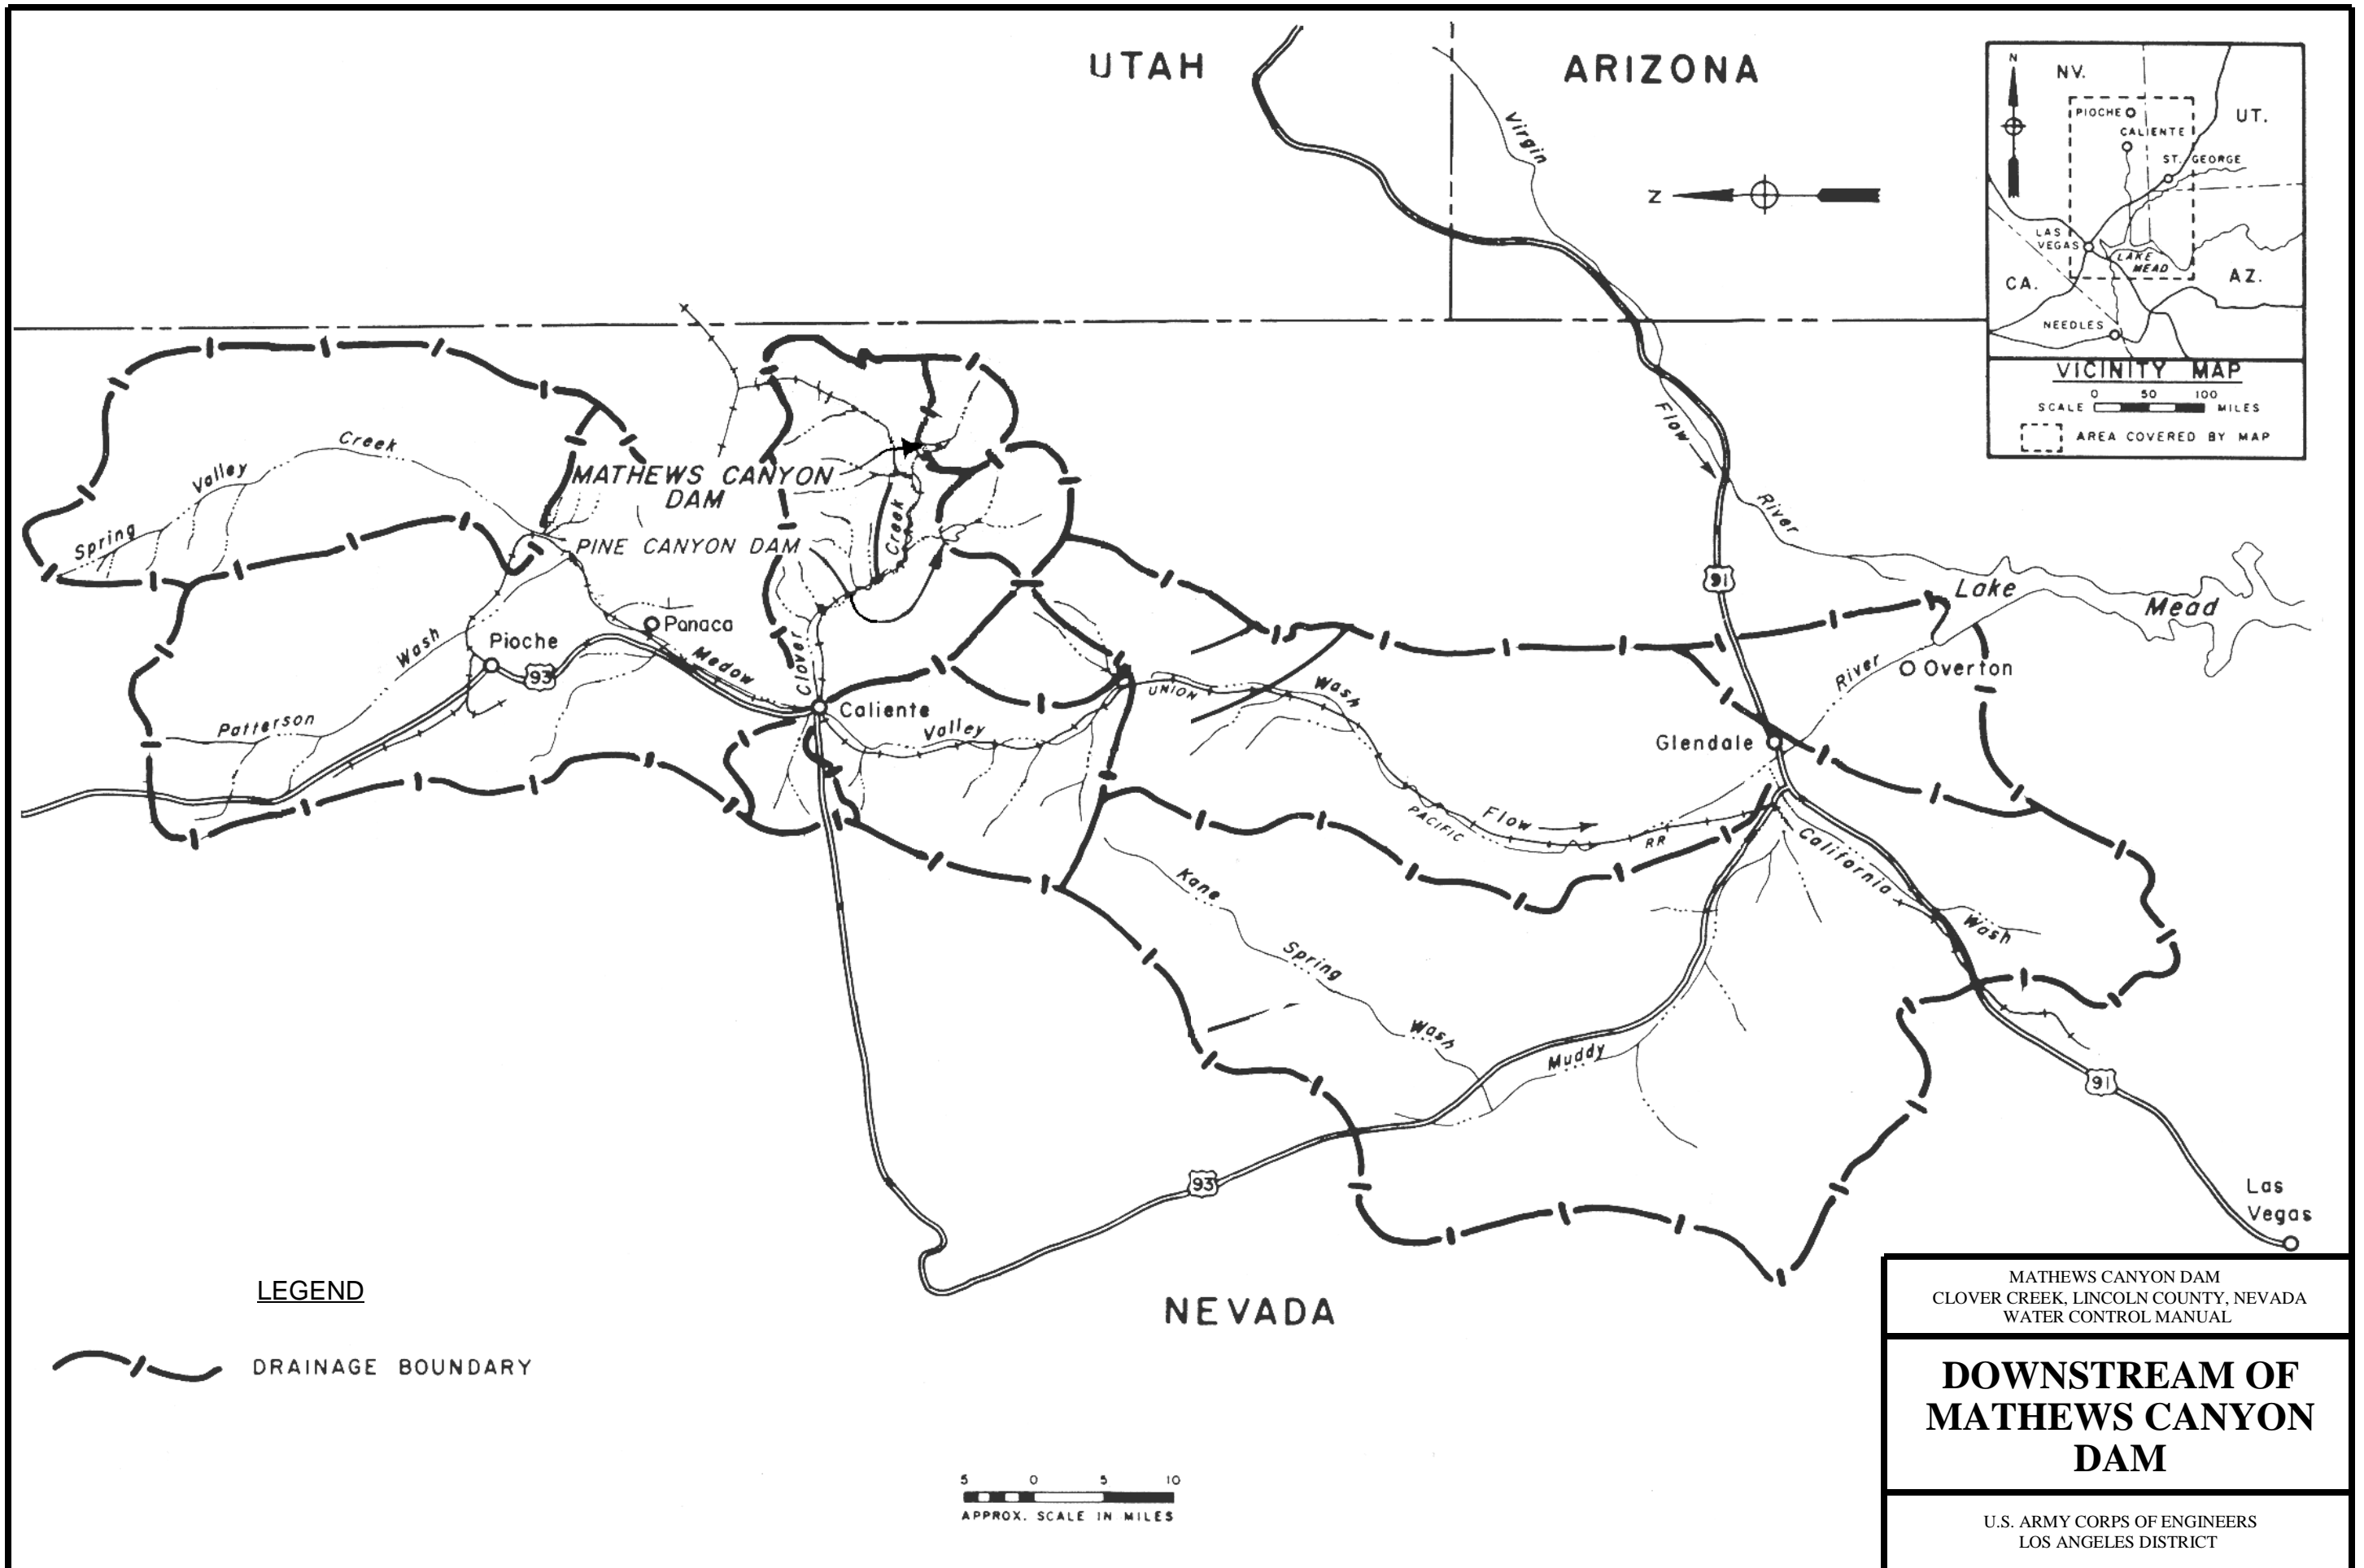 UTAH
ARIZONA
Virgin
Z
N
NV.
PIOCHE
UT.
CALIENTE
ST. GEORGE
LAS
VEGAS
LAKE
MEAD
CA.
AZ.
NEEDLES
VICINITY MAP
0 50 100
SCALE MILES
AREA COVERED BY MAP
Flow
Creek
Valley
Spring
MATHEWS CANYON
DAM
Creek
PINE CANYON DAM
River
91
Lake
Mead
Panaca
Pioche
Wash
93
Medow
Clover
River
Overton
UNION
Wash
Caliente
Patterson
Valley
Glendale
PACIFIC
Flow
RR
California
Kane
Wash
Spring
Wash
Muddy
91
93
Las
Vegas
NEVADA
LEGEND
DRAINAGE BOUNDARY
5 0 5 10
APPROX. SCALE IN MILES
MATHEWS CANYON DAM
CLOVER CREEK, LINCOLN COUNTY, NEVADA
WATER CONTROL MANUAL
DOWNSTREAM OF
MATHEWS CANYON
DAM
U.S. ARMY CORPS OF ENGINEERS
LOS ANGELES DISTRICT